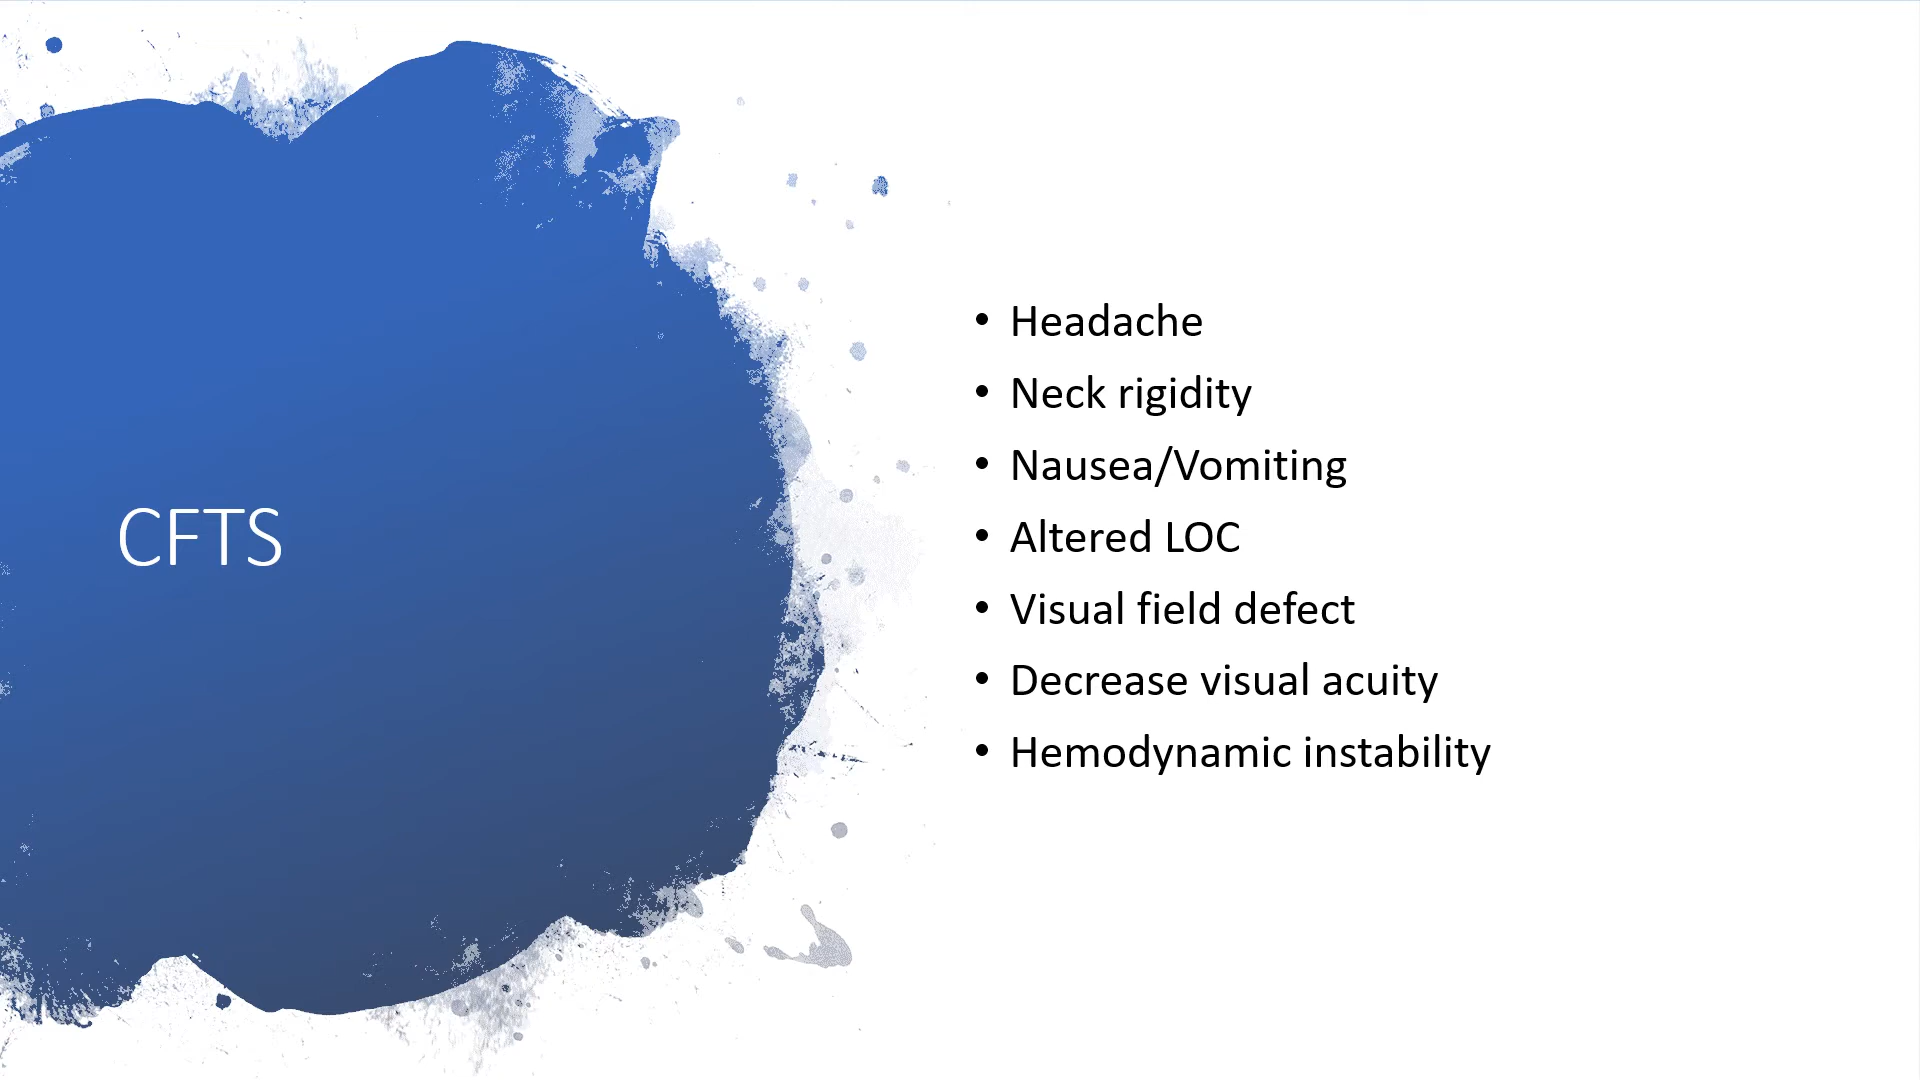 CFTS
• Headache
• Neck rigidity
• Nausea/Vomiting
• Altered LOC
• Visual field defect
• Decrease visual acuity
• Hemodynamic instability